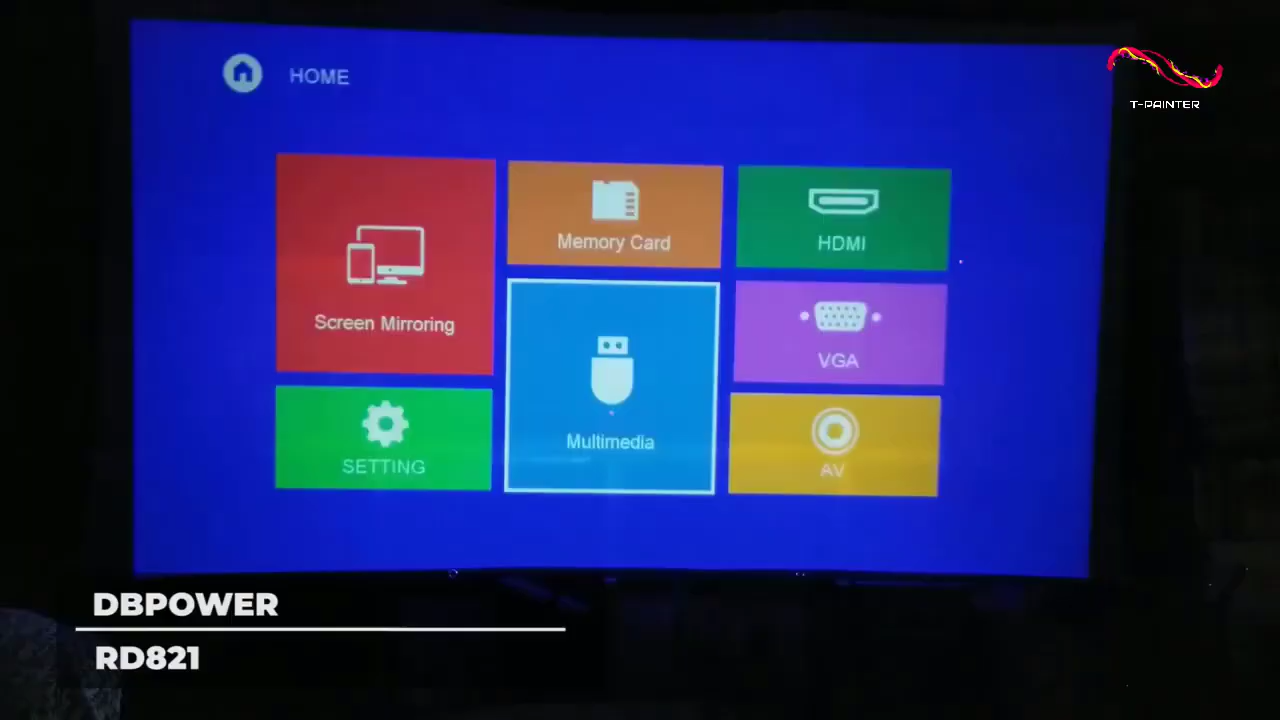 HOME
T-PAINTER
Screen Mirroring
Memory Card
HDMI
VGA
Multimedia
SETTING
AV
DBPOWER
RD821